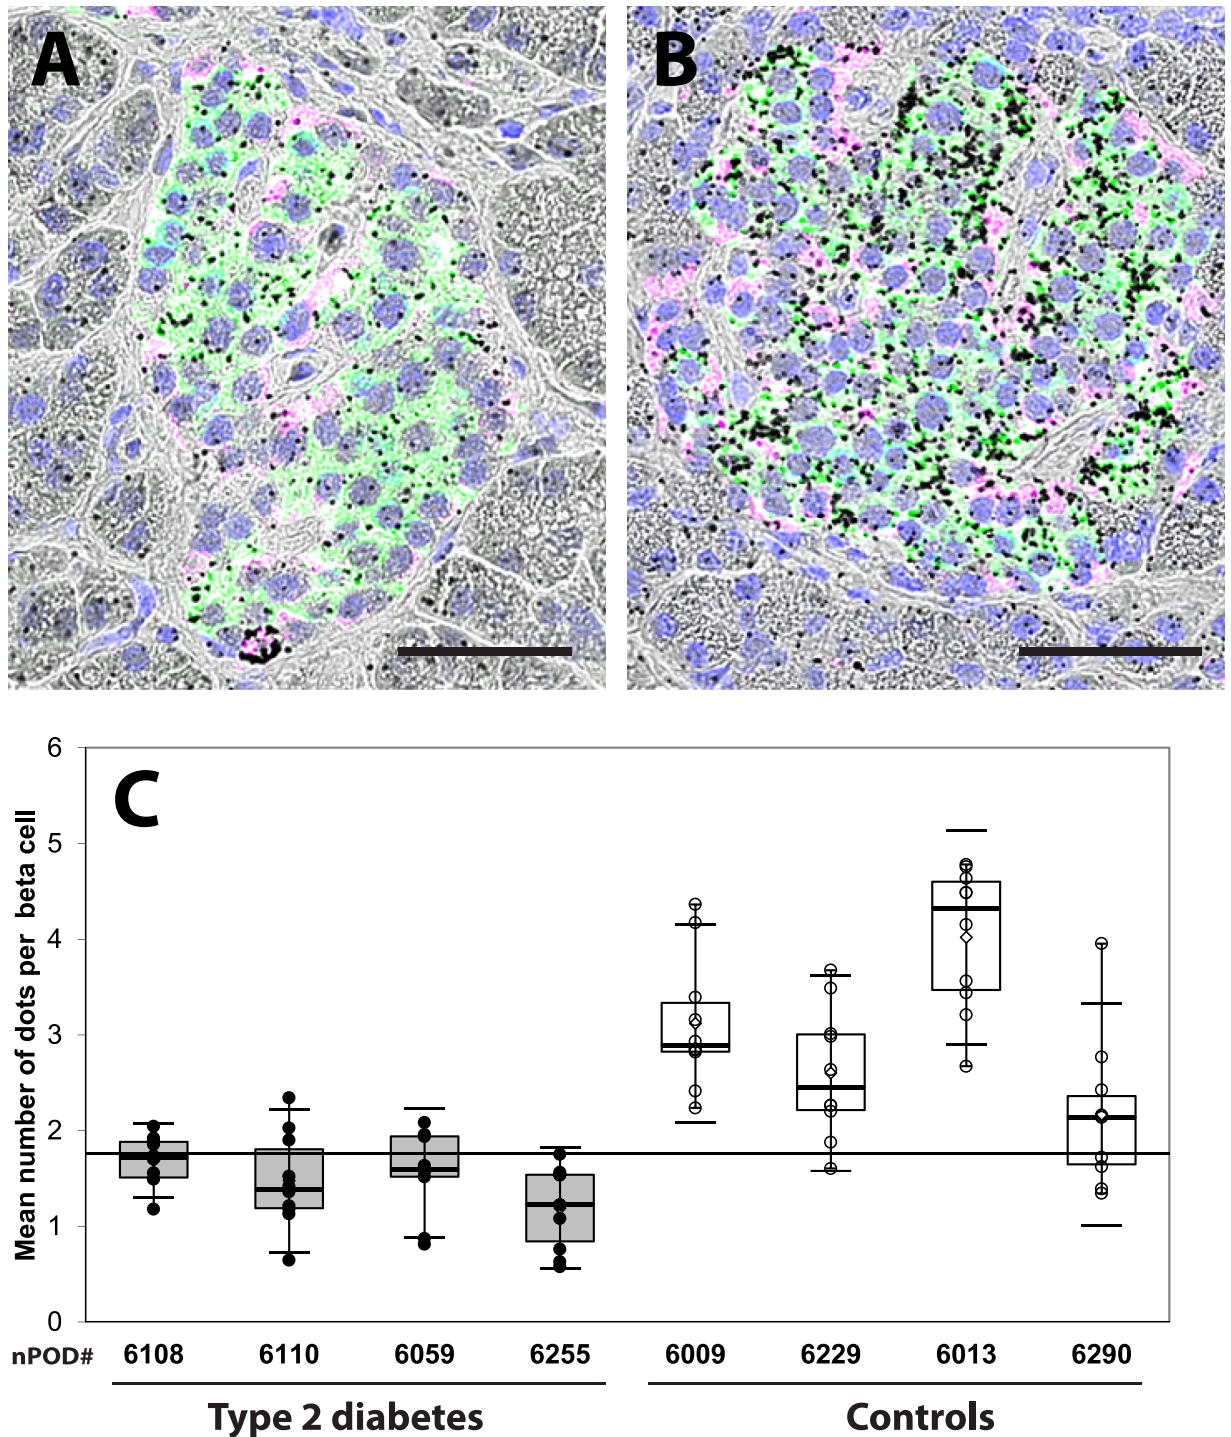 A
B
C
Mean number of dots per beta cell
6
5
4
3
2
1
0
nPOD# 6108 6110 6059 6255 6009 6229 6013 6290
Type 2 diabetes Controls